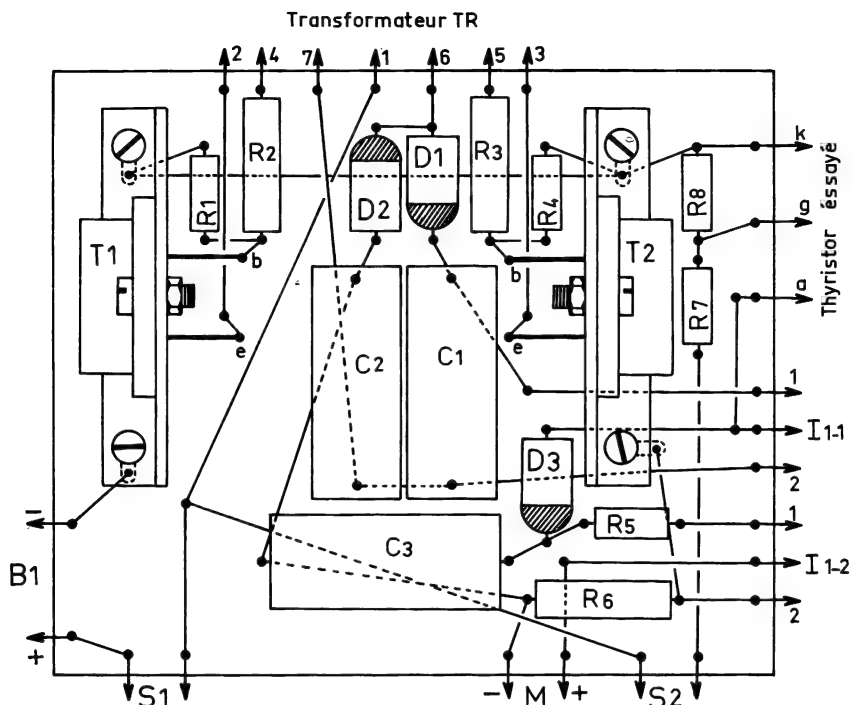 Transformateur TR
2 4 7 1 6 5 3
k
R2 D1 R3
R1 D2 R4 R8
g
T1 T2
b b
a
R7
Thyristor éssayé
e e
C2 C1
1
I1-1
D3
2
–
R5
1
C3
I1-2
B1
R6
2
+
S1 – M + S2